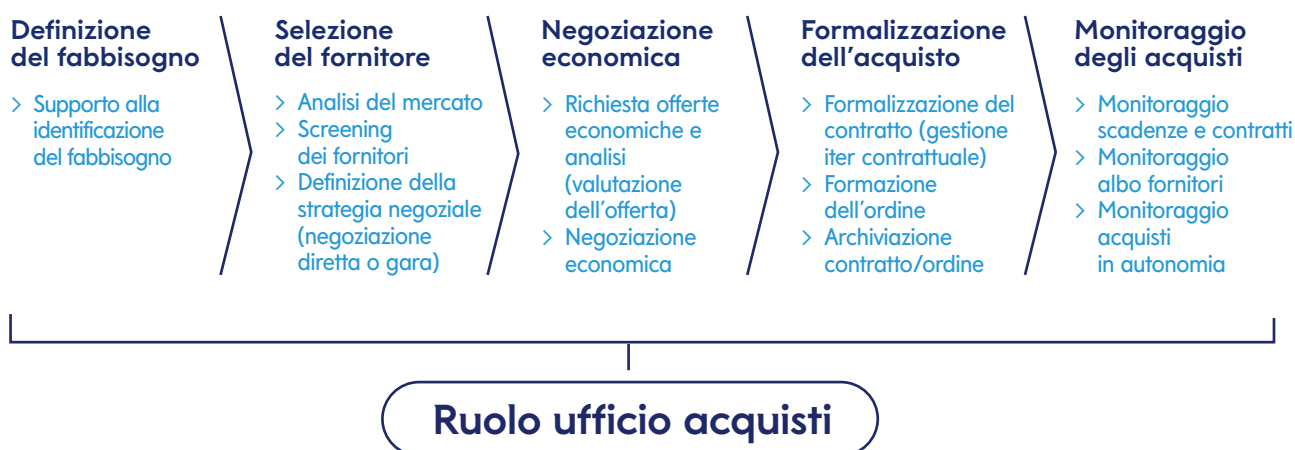 Definizione
del fabbisogno
> Supporto alla
identificazione
del fabbisogno
Selezione
del fornitore
> Analisi del mercato
> Screening
dei fornitori
> Definizione della
strategia negoziale
(negoziazione
diretta o gara)
Negoziazione
economica
> Richiesta offerte
economiche e
analisi
(valutazione
dell'offerta)
> Negoziazione
economica
Formalizzazione
dell'acquisto
> Formalizzazione del
contratto (gestione
iter contrattuale)
> Formazione
dell'ordine
> Archiviazione
contratto/ordine
Monitoraggio
degli acquisti
> Monitoraggio
scadenze e contratti
> Monitoraggio
albo fornitori
> Monitoraggio
acquisti
in autonomia
Ruolo ufficio acquisti